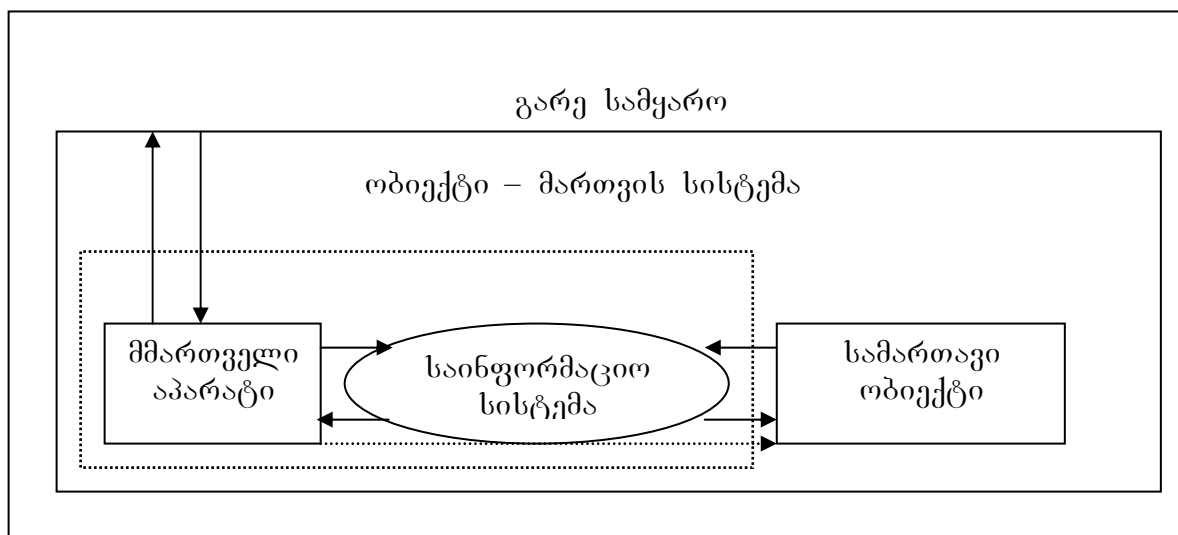 გარე სამყარო
ობიექტი – მართვის სისტემა
მმართველი
აპარატი
საინფორმაციო
სისტემა
სამართავი
ობიექტი